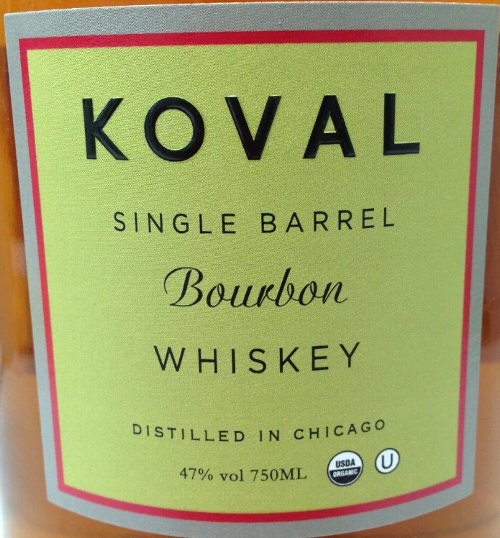 KOVAL
SINGLE BARREL
Bourbon
WHISKEY
DISTILLED IN CHICAGO
47% vol 750ML USDA ORGANIC U